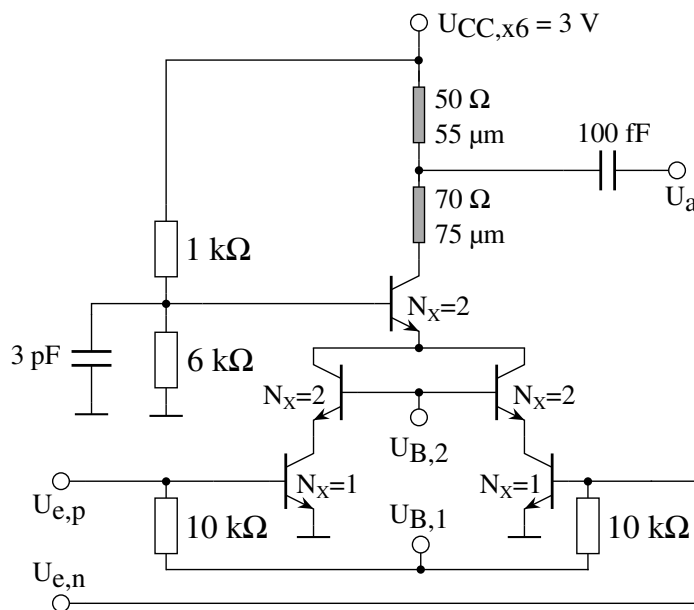 U_CC,x6 = 3 V
50 Ω
55 µm
100 fF
U_a
70 Ω
75 µm
1 kΩ
N_X=2
3 pF
6 kΩ
N_X=2
N_X=2
U_B,2
N_X=1
N_X=1
U_e,p
10 kΩ
U_B,1
10 kΩ
U_e,n